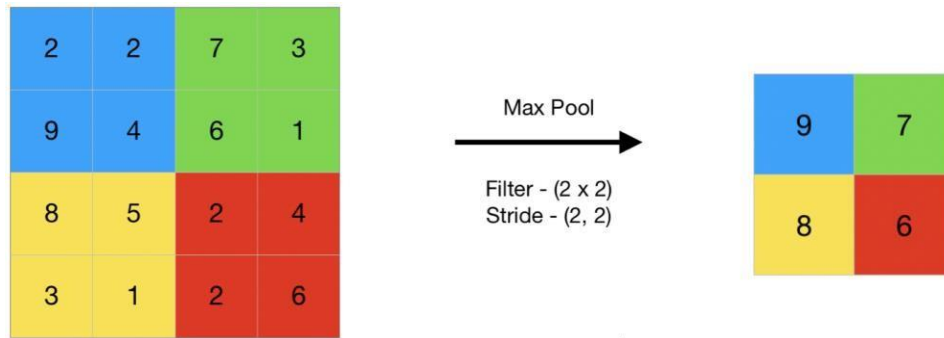 2 2 7 3
9 4 6 1
8 5 2 4
3 1 2 6
Max Pool
Filter - (2 x 2)
Stride - (2, 2)
9 7
8 6